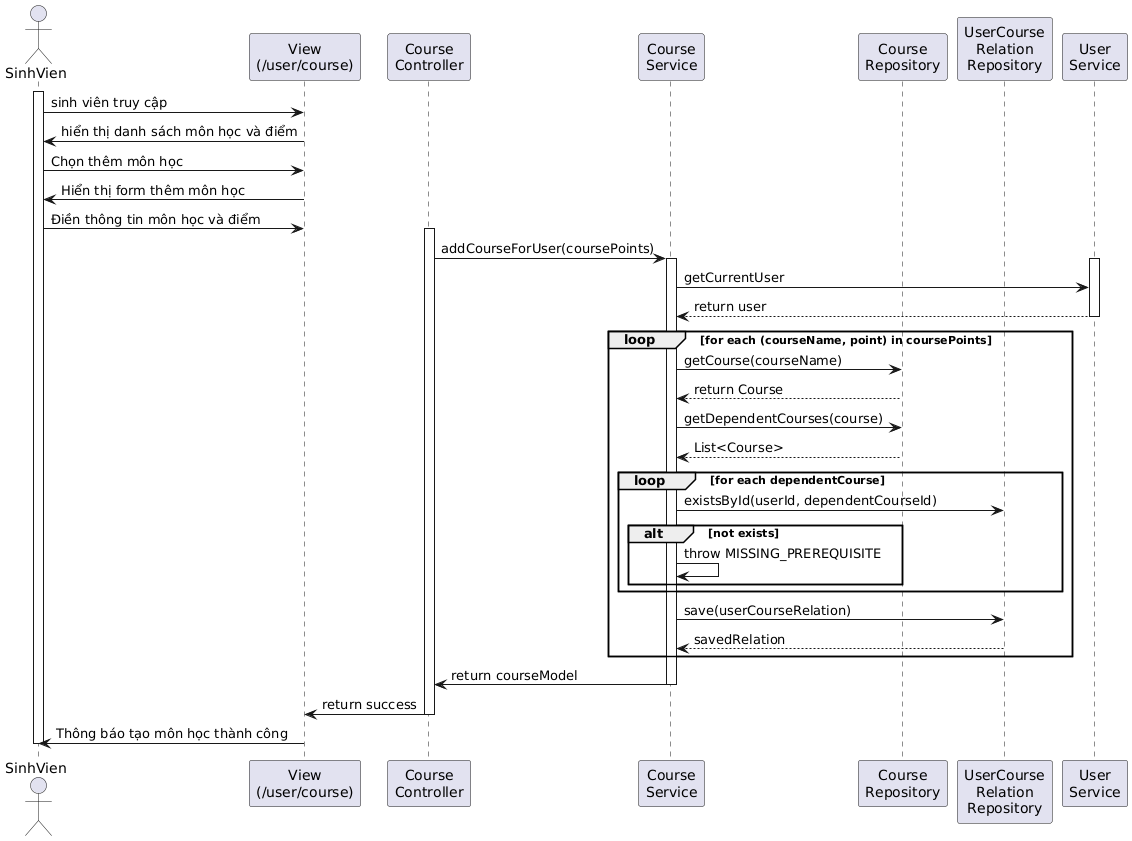 SinhVien
View
(/user/course)
Course
Controller
Course
Service
Course
Repository
UserCourse
Relation
Repository
User
Service
sinh viên truy cập
hiển thị danh sách môn học và điểm
Chọn thêm môn học
Hiển thị form thêm môn học
Điền thông tin môn học và điểm
addCourseForUser(coursePoints)
getCurrentUser
return user
loop [for each (courseName, point) in coursePoints]
getCourse(courseName)
return Course
getDependentCourses(course)
List<Course>
loop [for each dependentCourse]
existsById(userId, dependentCourseId)
alt [not exists]
throw MISSING_PREREQUISITE
save(userCourseRelation)
savedRelation
return courseModel
return success
Thông báo tạo môn học thành công
SinhVien
View
(/user/course)
Course
Controller
Course
Service
Course
Repository
UserCourse
Relation
Repository
User
Service